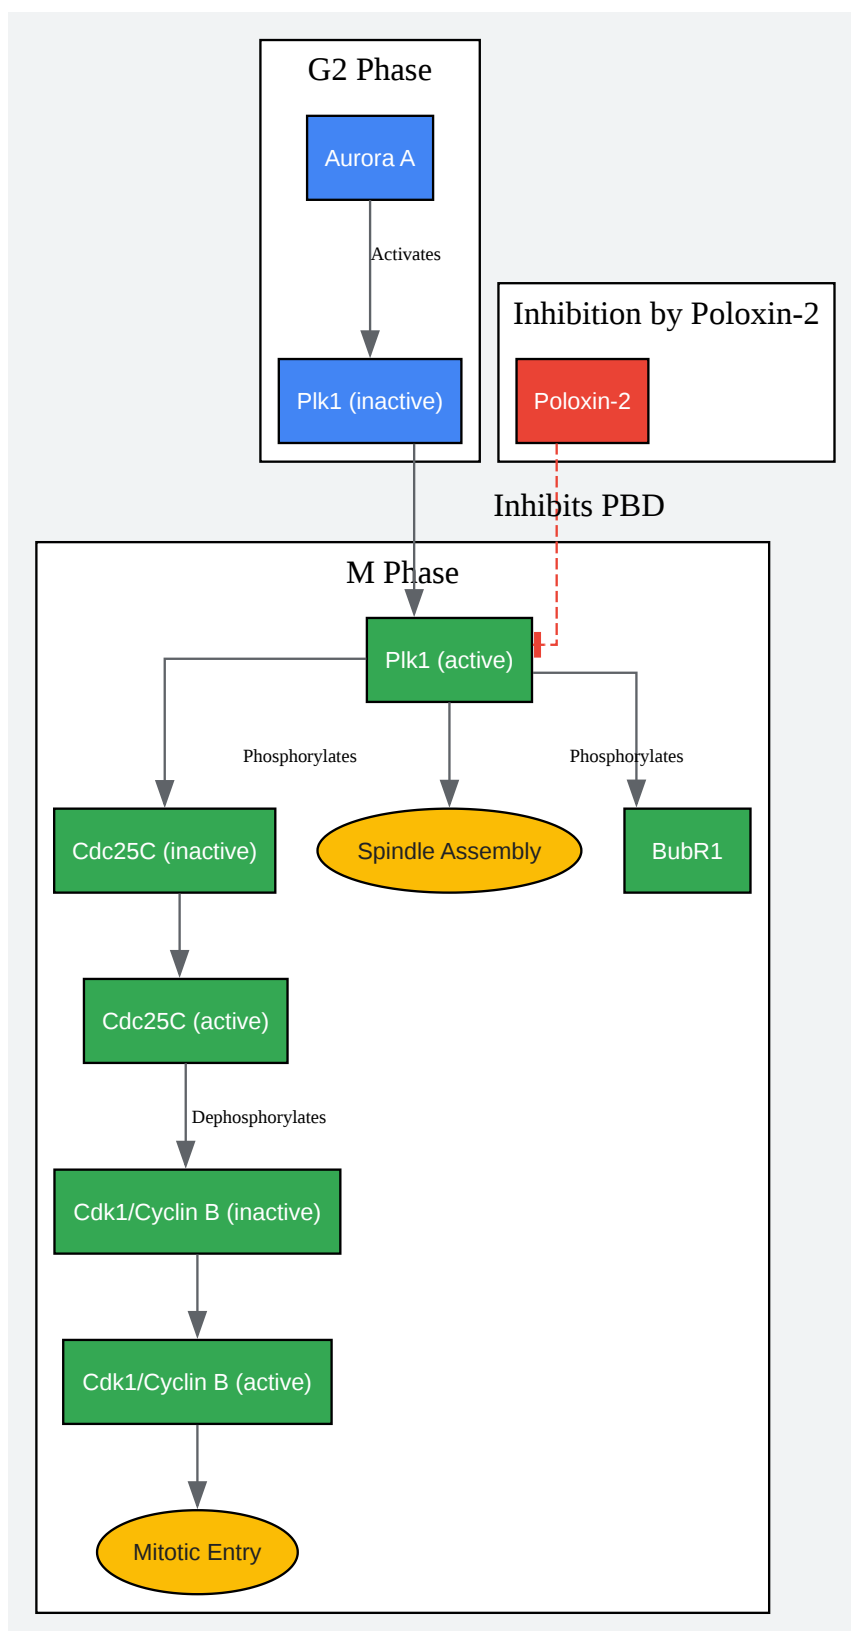 G2 Phase
Aurora A
Activates
Inhibition by Poloxin-2
Plk1 (inactive)
Poloxin-2
Inhibits PBD
M Phase
Plk1 (active)
Phosphorylates
Phosphorylates
Cdc25C (inactive)
Spindle Assembly
BubR1
Cdc25C (active)
Dephosphorylates
Cdk1/Cyclin B (inactive)
Cdk1/Cyclin B (active)
Mitotic Entry